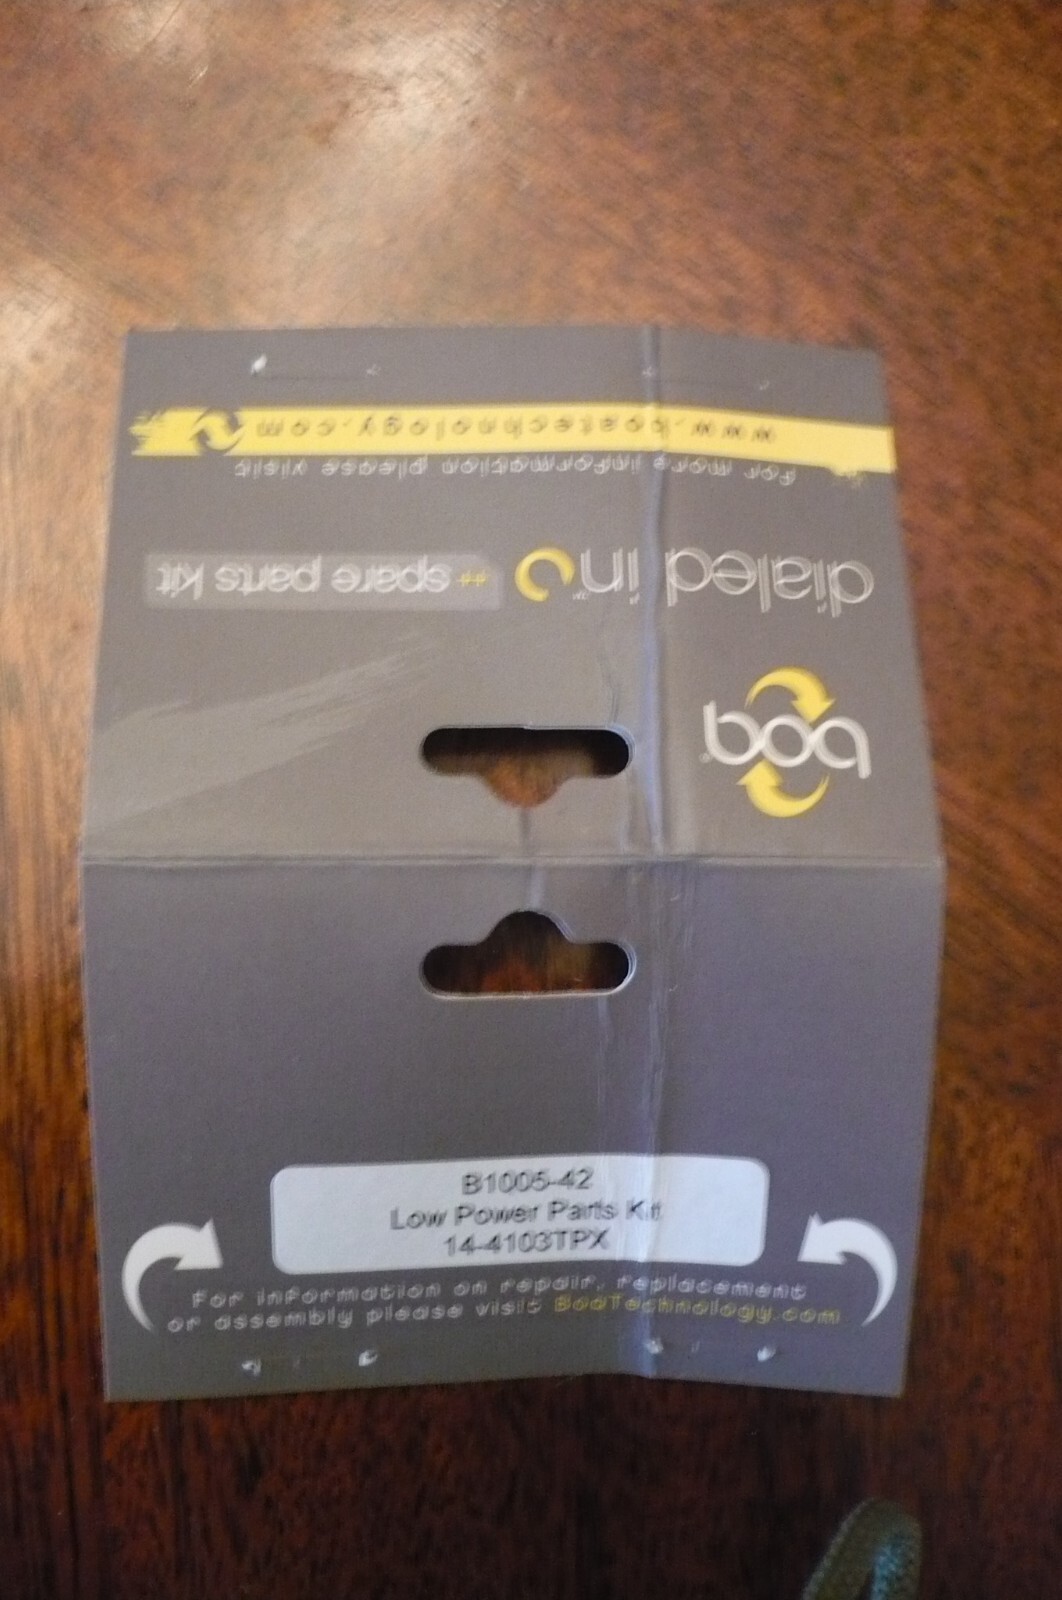 www.boatechnology.com
for more information please visit
dialed in ++ spare parts kit
boa
B1005-42
Low Power Parts Kit
14-4103TPX
For information on repair, replacement
or assembly please visit BoaTechnology.com